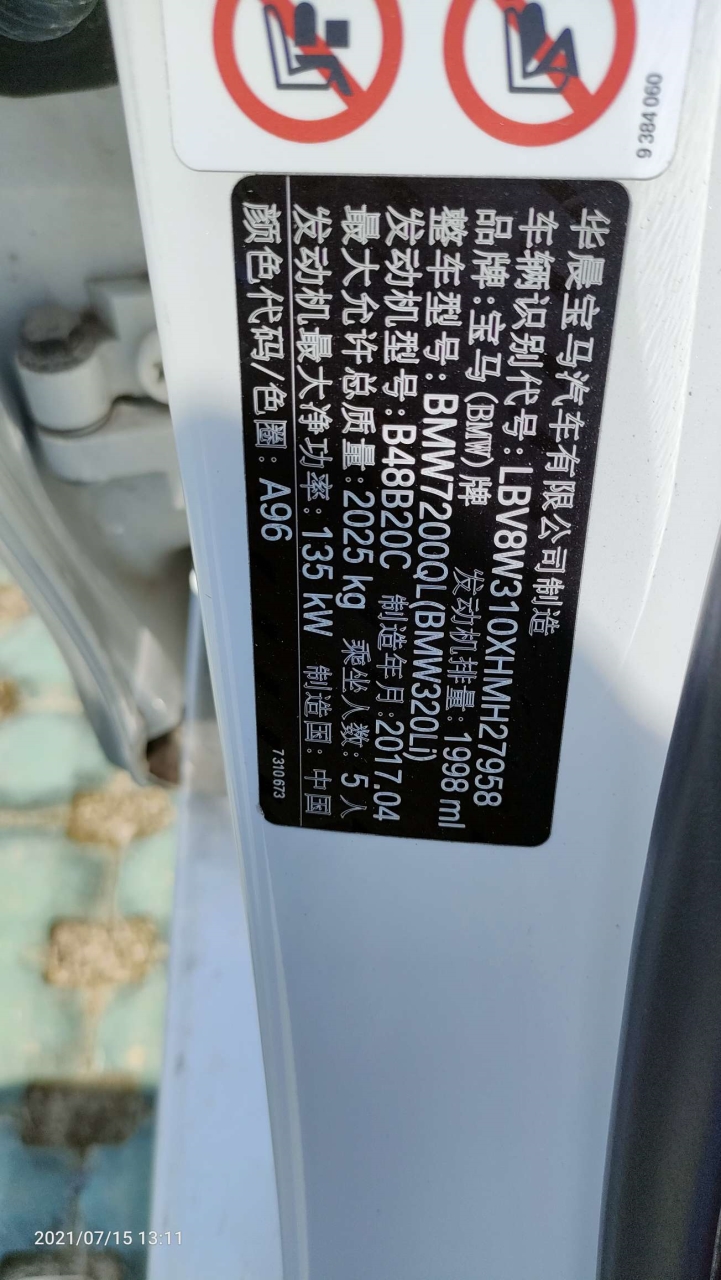 9 384 060
华晨宝马汽车有限公司制造
车辆识别代号：LBV8W310XHMH27958
品牌：宝马(BMW)牌 发动机排量：1998 ml
整车型号：BMW7200QL(BMW320Li)
发动机型号：B48B20C 制造年月：2017.04
最大允许总质量：2025 kg 乘坐人数：5人
发动机最大净功率：135 kW 制造国：中国
颜色代码/色圈：A96
7310673
2021/07/15 13:11